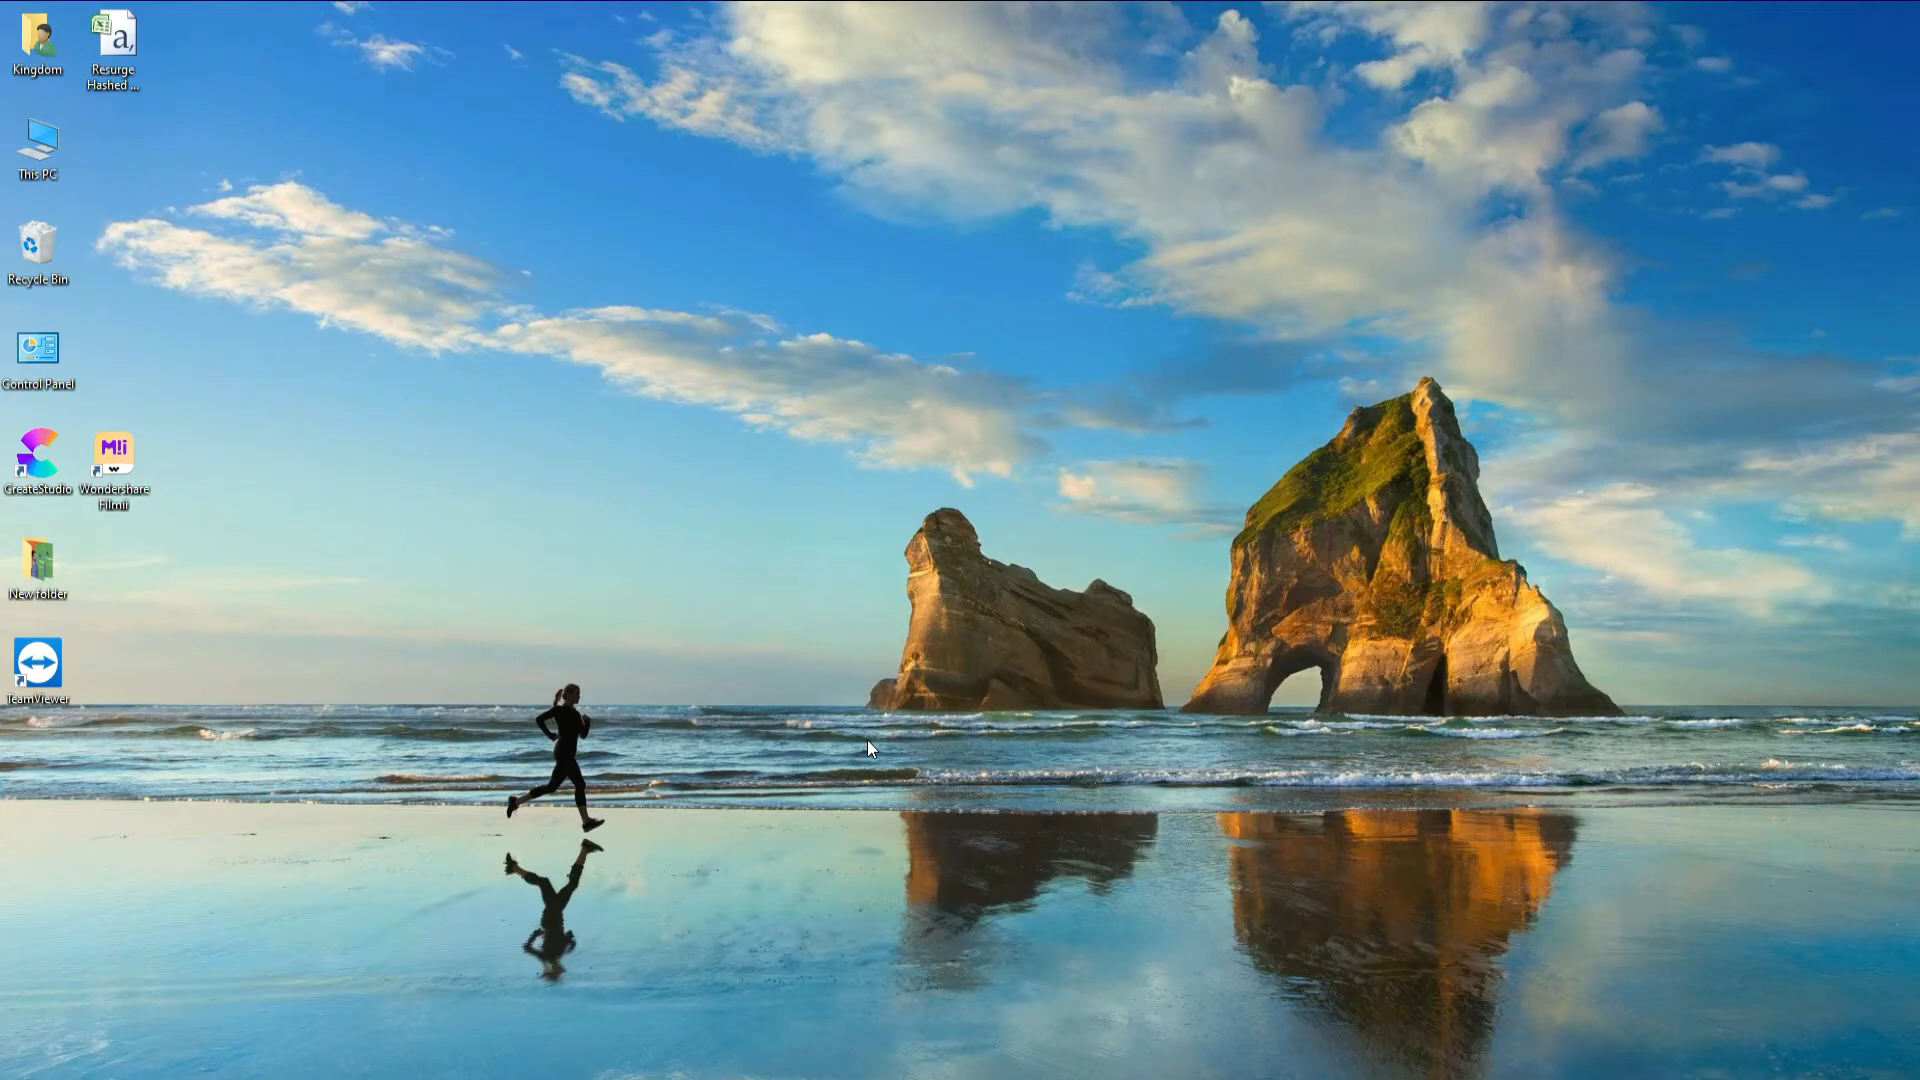 Kingdom
Resurge
Hashed ...
This PC
Recycle Bin
Control Panel
CreateStudio
Wondershare
Filmii
New folder
TeamViewer